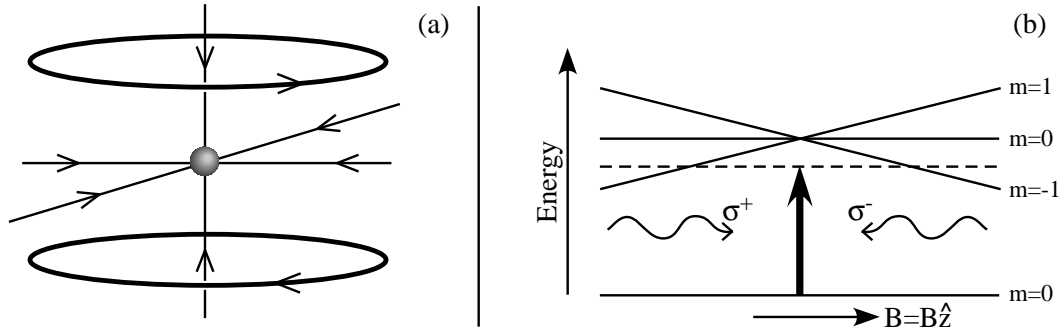 (a)
(b)
Energy
m=1
m=0
m=-1
σ⁺
σ⁻
m=0
B=Bẑ